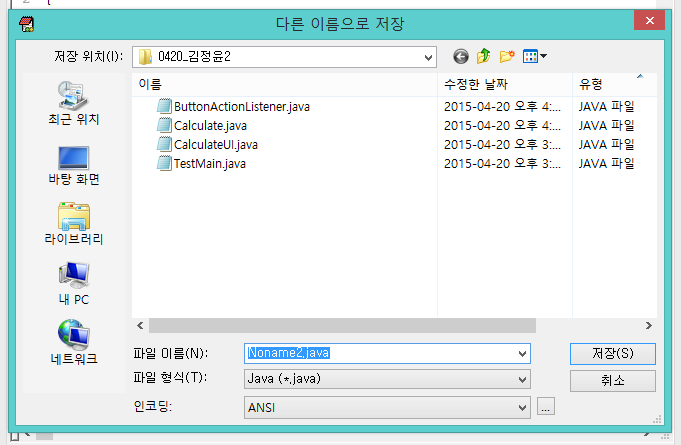 2
다른 이름으로 저장
저장 위치(I):
0420_김정윤2
최근 위치
바탕 화면
라이브러리
내 PC
네트워크
이름
수정한 날짜
유형
ButtonActionListener.java
2015-04-20 오후 4:...
JAVA 파일
Calculate.java
2015-04-20 오후 4:...
JAVA 파일
CalculateUI.java
2015-04-20 오후 3:...
JAVA 파일
TestMain.java
2015-04-20 오후 3:...
JAVA 파일
파일 이름(N):
Noname2.java
저장(S)
파일 형식(T):
Java (*.java)
취소
인코딩:
ANSI
...